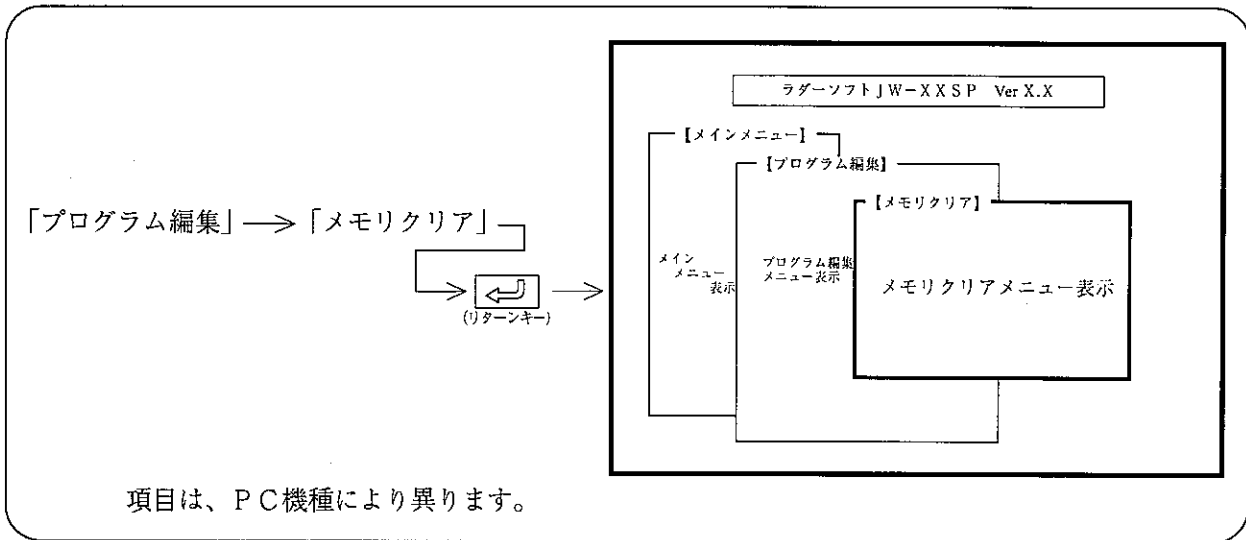 「プログラム編集」→「メモリクリア」
(リターンキー)
ラダーソフトJW-XXSP Ver X.X
【メインメニュー】
【プログラム編集】
【メモリクリア】
メイン
メニュー
表示
プログラム編集
メニュー表示
メモリクリアメニュー表示
項目は、PC機種により異ります。